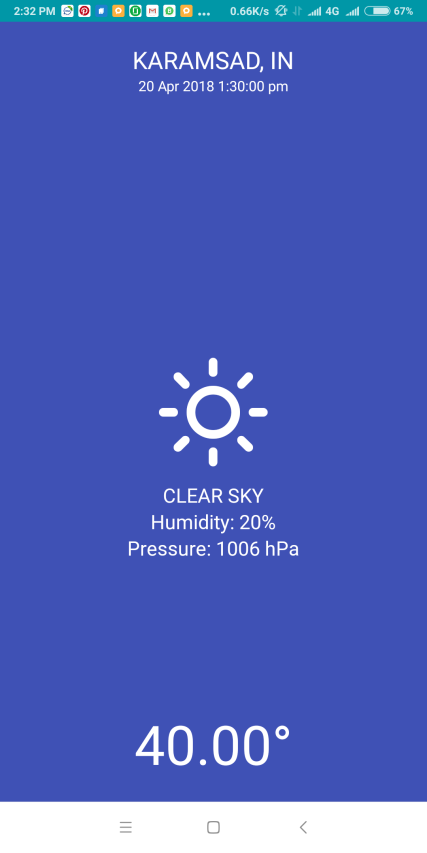 2:32 PM ... 0.66K/s 4G 67%
KARAMSAD, IN
20 Apr 2018 1:30:00 pm
CLEAR SKY
Humidity: 20%
Pressure: 1006 hPa
40.00°